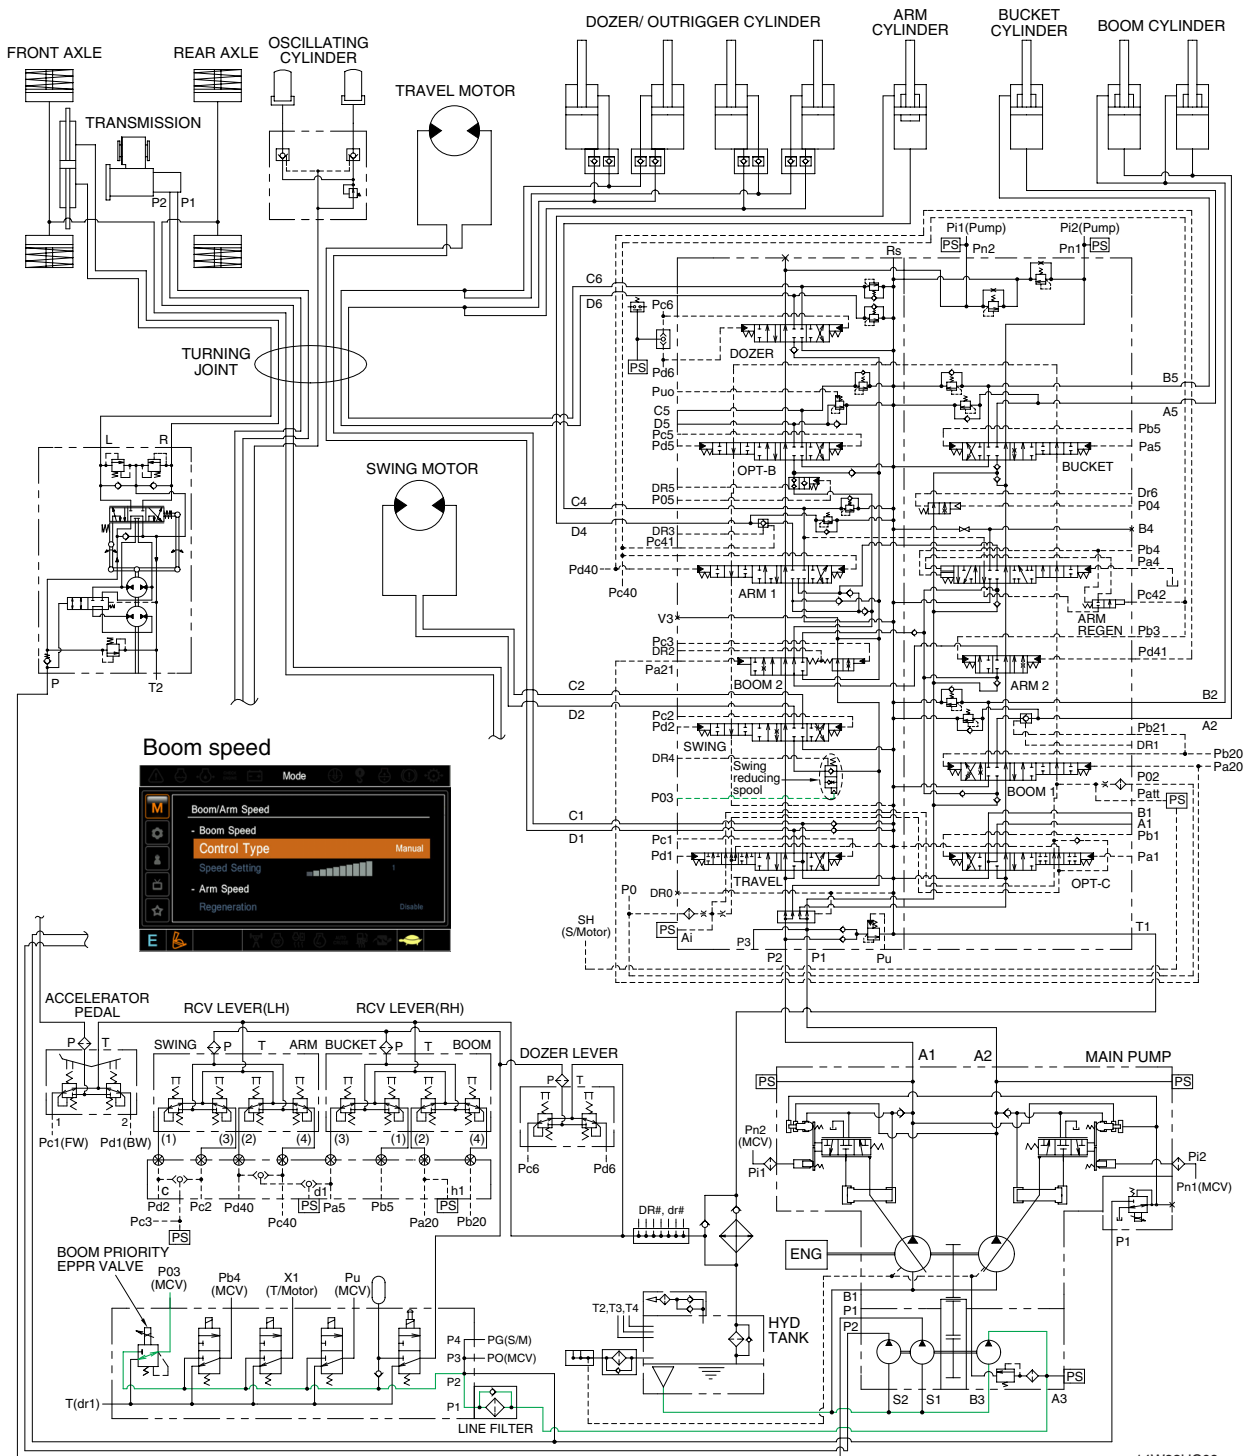 DOZER/ OUTRIGGER CYLINDER
ARM CYLINDER
BUCKET CYLINDER
BOOM CYLINDER
FRONT AXLE
REAR AXLE
OSCILLATING CYLINDER
TRAVEL MOTOR
TRANSMISSION
P2 P1
Pi1(Pump)
Pi2(Pump)
PS
Pn2
Pn1
PS
Rs
C6
D6
Pc6
PS
Pd6
DOZER
TURNING JOINT
Puo
C5
D5
Pc5
Pd5
OPT-B
B5
A5
Pb5
Pa5
BUCKET
L
R
SWING MOTOR
DR5
P05
C4
D4
DR3
Pc41
Pd40
Pc40
ARM 1
Dr6
P04
B4
Pb4
Pa4
Pc42
ARM REGEN
V3
Pc3
DR2
Pa21
BOOM 2
Pb3
Pd41
ARM 2
P
T2
C2
D2
Pc2
Pd2
SWING
DR4
Swing reducing spool
P03
B2
A2
Pb21
DR1
Pb20
Pa20
BOOM 1
P02
Patt
PS
Boom speed
Mode
M
Boom/Arm Speed
- Boom Speed
Control Type
Manual
Speed Setting
1
- Arm Speed
Regeneration
Disable
E
C1
D1
Pc1
Pd1
TRAVEL
B1
A1
Pb1
Pa1
OPT-C
P0
DR0
SH (S/Motor)
PS
Ai
P3
P2
P1
Pu
T1
ACCELERATOR PEDAL
P T
1
2
Pc1(FW)
Pd1(BW)
RCV LEVER(LH)
RCV LEVER(RH)
SWING
P
T
ARM
BUCKET
P
T
BOOM
(1)
(3)
(2)
(4)
(3)
(1)
(2)
(4)
DOZER LEVER
P
T
Pc6
Pd6
c
Pd2
Pc2
Pd40
Pc40
d1
PS
Pa5
Pb5
Pa20
h1
PS
Pb20
Pc3
PS
A1
A2
MAIN PUMP
PS
PS
Pn2 (MCV)
Pi1
Pi2
Pn1(MCV)
P1
DR#, dr#
ENG
BOOM PRIORITY EPPR VALVE
P03 (MCV)
Pb4 (MCV)
X1 (T/Motor)
Pu (MCV)
T(dr1)
P4
PG(S/M)
P3
PO(MCV)
P2
P1
LINE FILTER
T2,T3,T4
HYD TANK
B1
P1
P2
S2
S1
B3
A3
PS